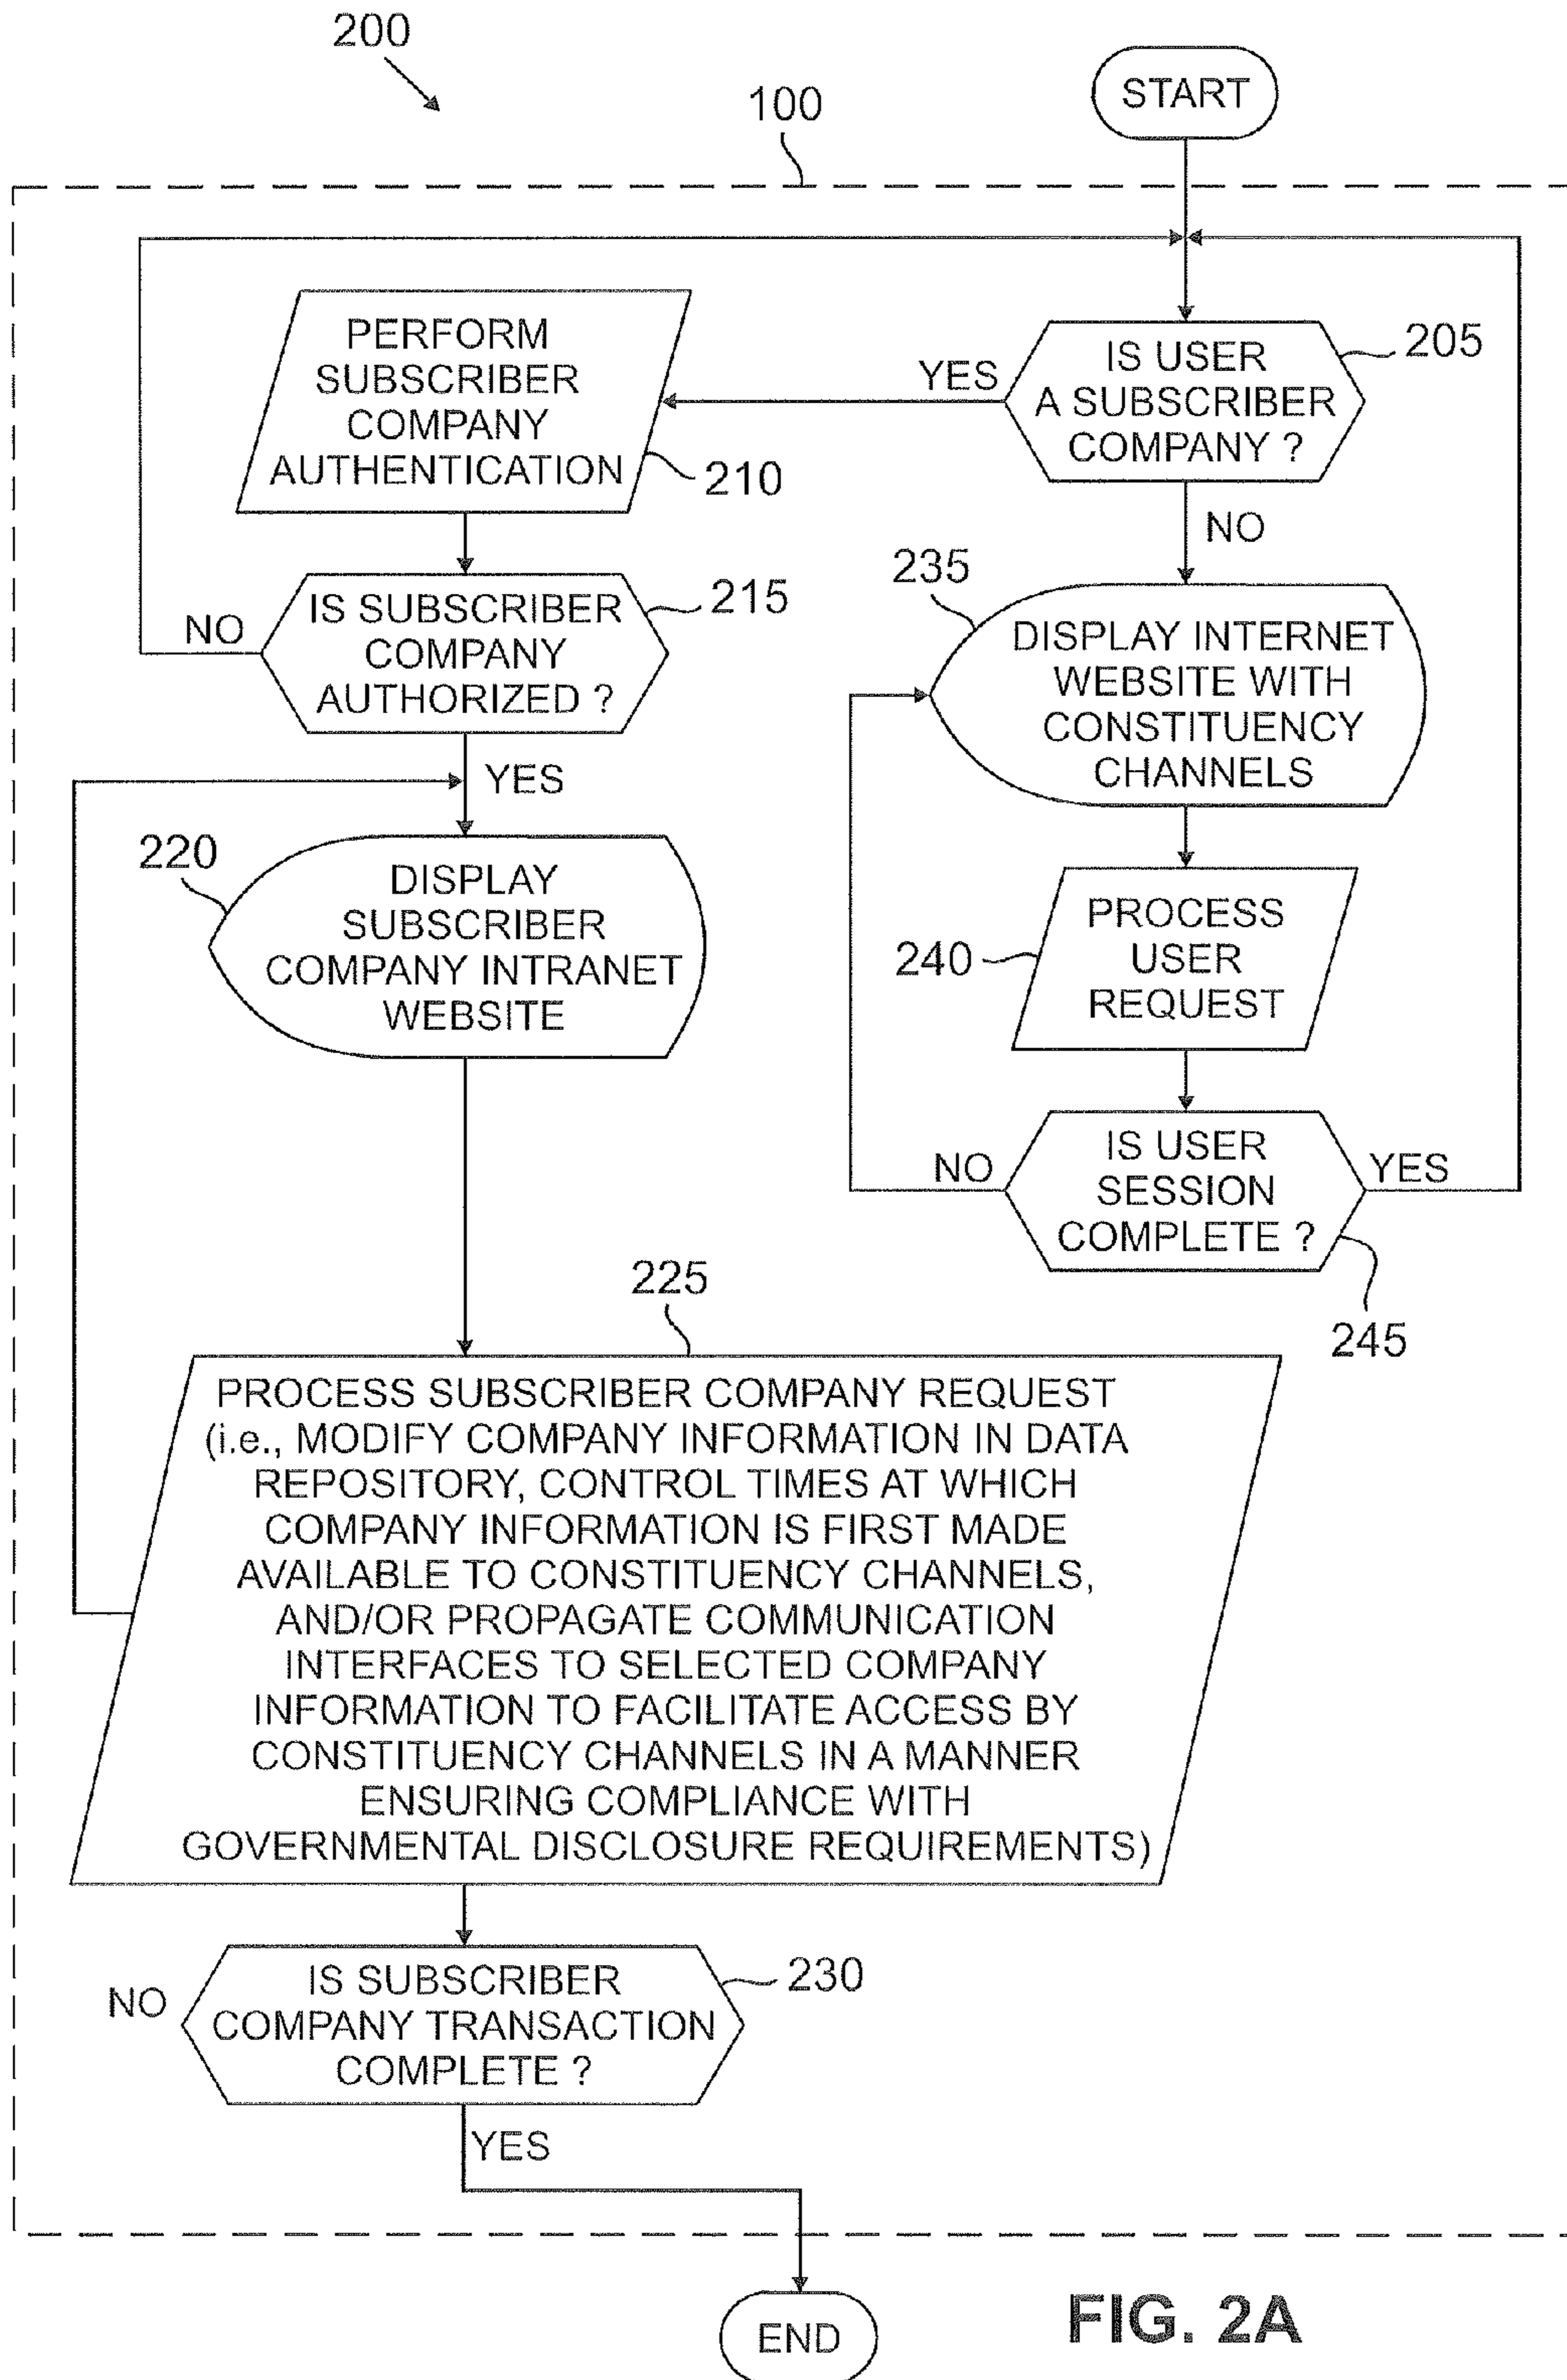 200
100
START
PERFORM
SUBSCRIBER
COMPANY
AUTHENTICATION
210
YES
IS USER
A SUBSCRIBER
COMPANY ?
205
NO
IS SUBSCRIBER
COMPANY
AUTHORIZED ?
215
NO
YES
235
DISPLAY INTERNET
WEBSITE WITH
CONSTITUENCY
CHANNELS
220
DISPLAY
SUBSCRIBER
COMPANY INTRANET
WEBSITE
240
PROCESS
USER
REQUEST
NO
IS USER
SESSION
COMPLETE ?
YES
245
225
PROCESS SUBSCRIBER COMPANY REQUEST
(i.e., MODIFY COMPANY INFORMATION IN DATA
REPOSITORY, CONTROL TIMES AT WHICH
COMPANY INFORMATION IS FIRST MADE
AVAILABLE TO CONSTITUENCY CHANNELS,
AND/OR PROPAGATE COMMUNICATION
INTERFACES TO SELECTED COMPANY
INFORMATION TO FACILITATE ACCESS BY
CONSTITUENCY CHANNELS IN A MANNER
ENSURING COMPLIANCE WITH
GOVERNMENTAL DISCLOSURE REQUIREMENTS)
NO
IS SUBSCRIBER
COMPANY TRANSACTION
COMPLETE ?
230
YES
END
FIG. 2A